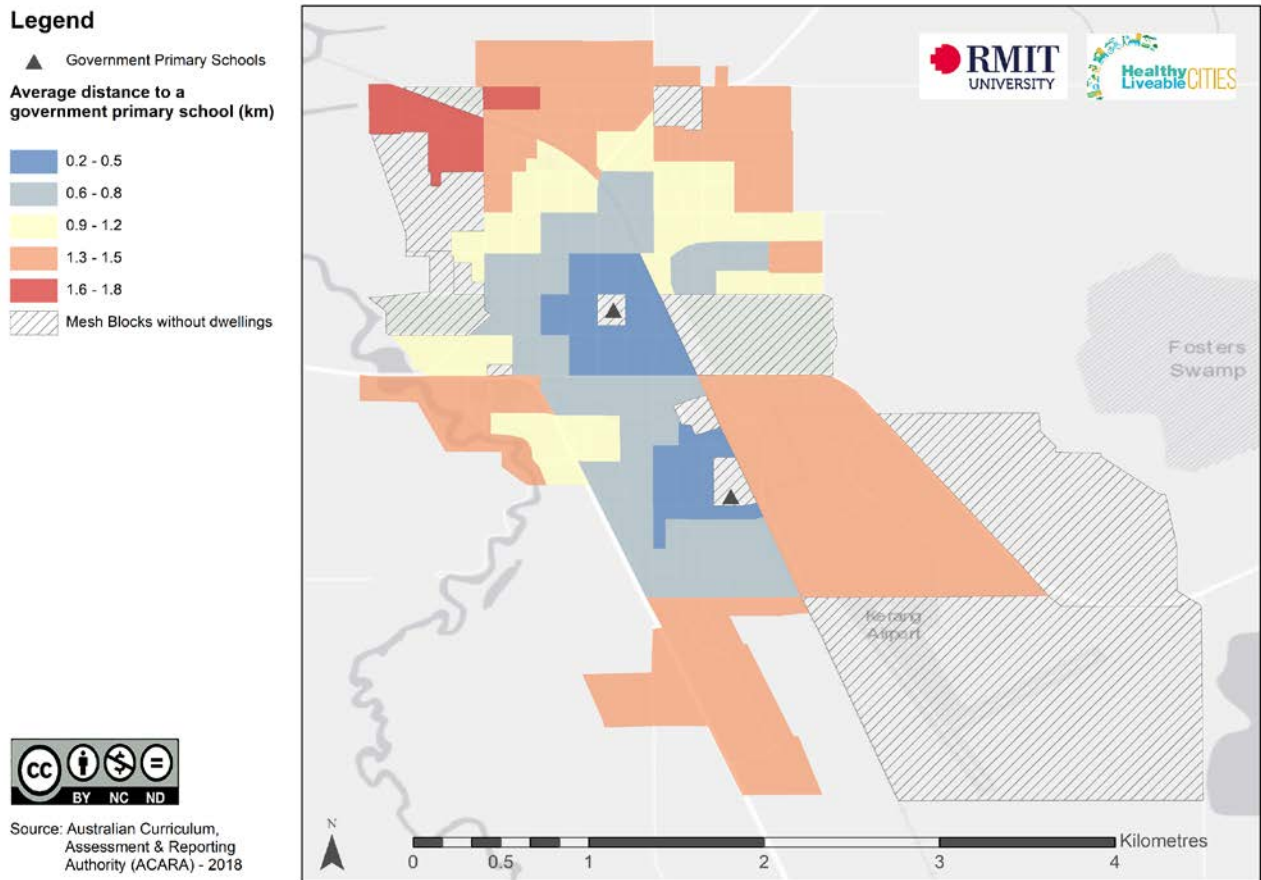 Legend
Government Primary Schools
Average distance to a
government primary school (km)
0.2 - 0.5
0.6 - 0.8
0.9 - 1.2
1.3 - 1.5
1.6 - 1.8
Mesh Blocks without dwellings
RMIT
UNIVERSITY
Healthy
Liveable CITIES
Fosters
Swamp
Kerang
Airport
CC
BY NC ND
Source: Australian Curriculum,
Assessment & Reporting
Authority (ACARA) - 2018
N
Kilometres
0 0.5 1 2 3 4